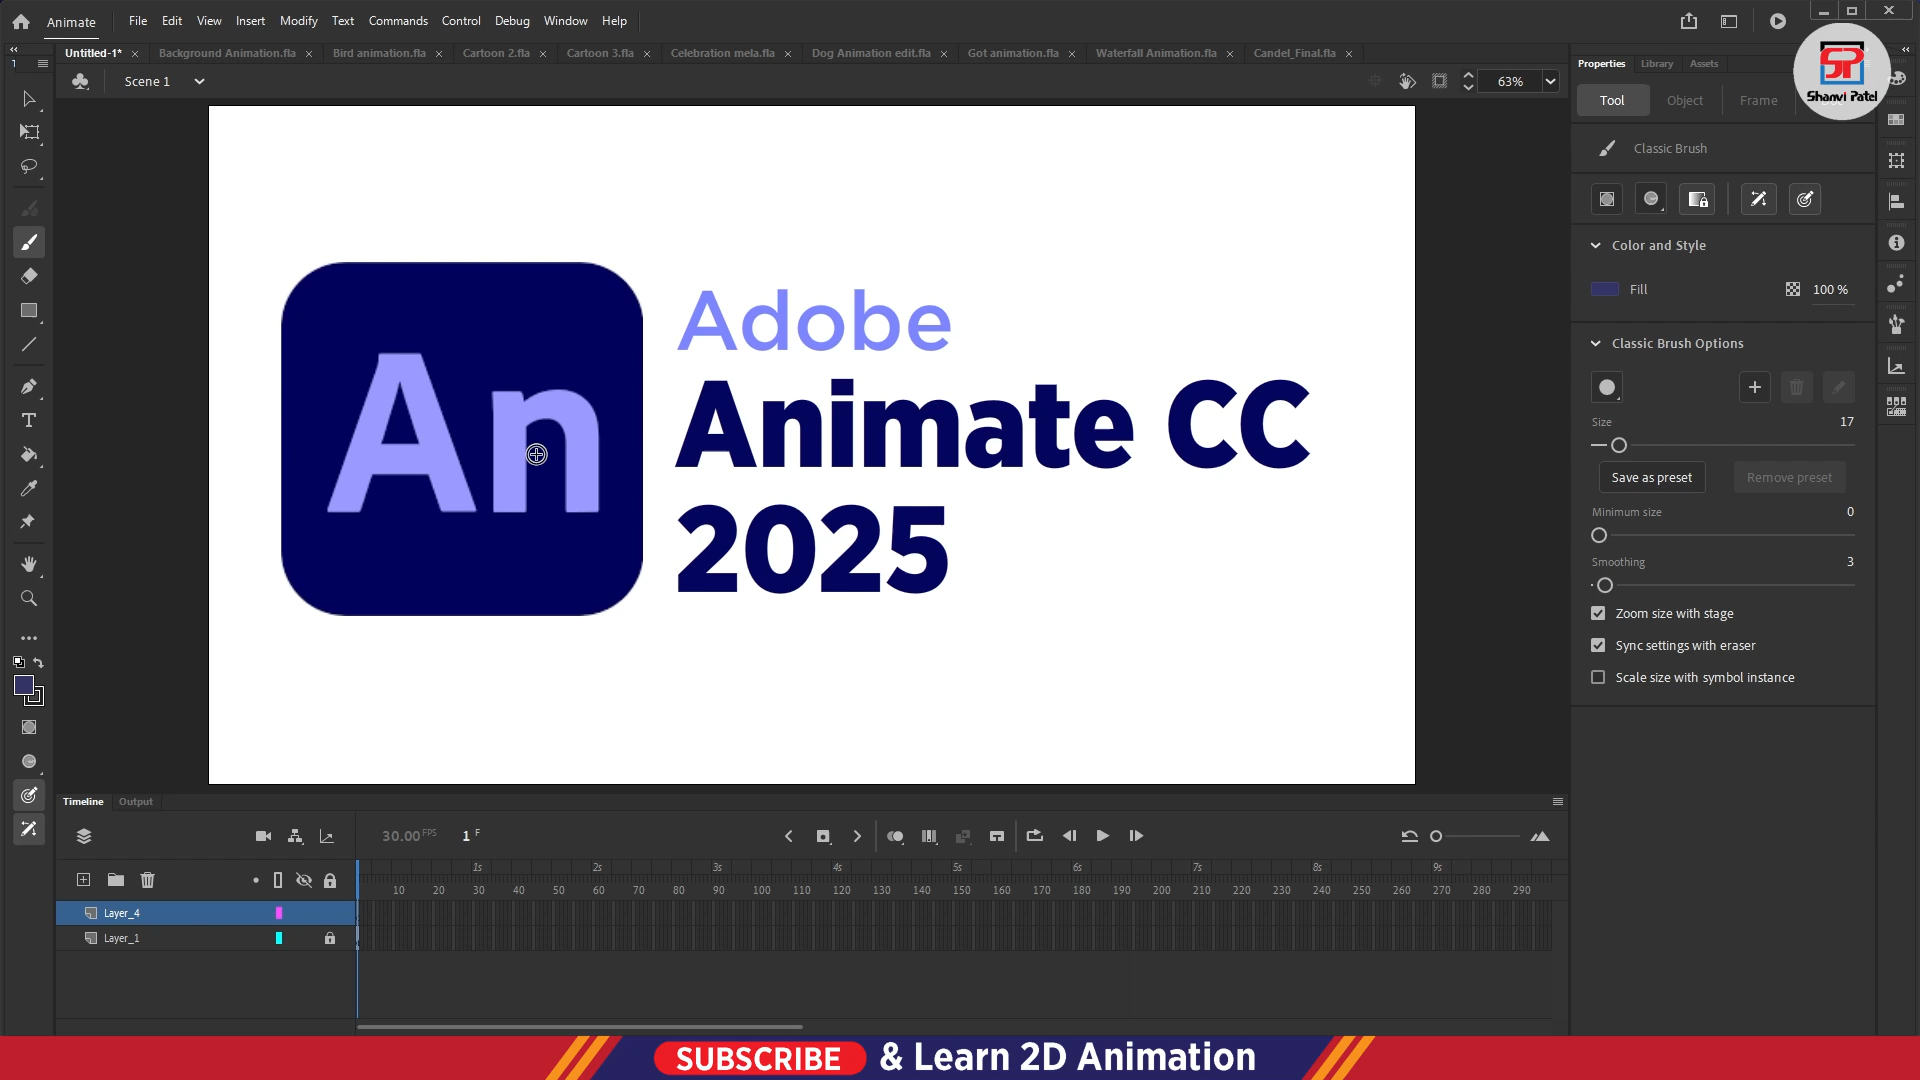 Animate File Edit View Insert Modify Text Commands Control Debug Window Help
Untitled-1* Background Animation.fla Bird animation.fla Cartoon 2.fla Cartoon 3.fla Celebration mela.fla Dog Animation edit.fla Got animation.fla Waterfall Animation.fla Candel_Final.fla
Scene 1 63%
Properties Library Assets
SP
Shanvi Patel
Tool Object Frame
Classic Brush
Color and Style
Fill 100 %
Classic Brush Options
Size 17
Save as preset Remove preset
Minimum size 0
Smoothing 3
Zoom size with stage
Sync settings with eraser
Scale size with symbol instance
An
Adobe
Animate CC
2025
Timeline Output
30.00 FPS 1 F
1s 2s 3s 4s 5s 6s 7s 8s 9s
10 20 30 40 50 60 70 80 90 100 110 120 130 140 150 160 170 180 190 200 210 220 230 240 250 260 270 280 290
Layer_4
Layer_1
SUBSCRIBE & Learn 2D Animation